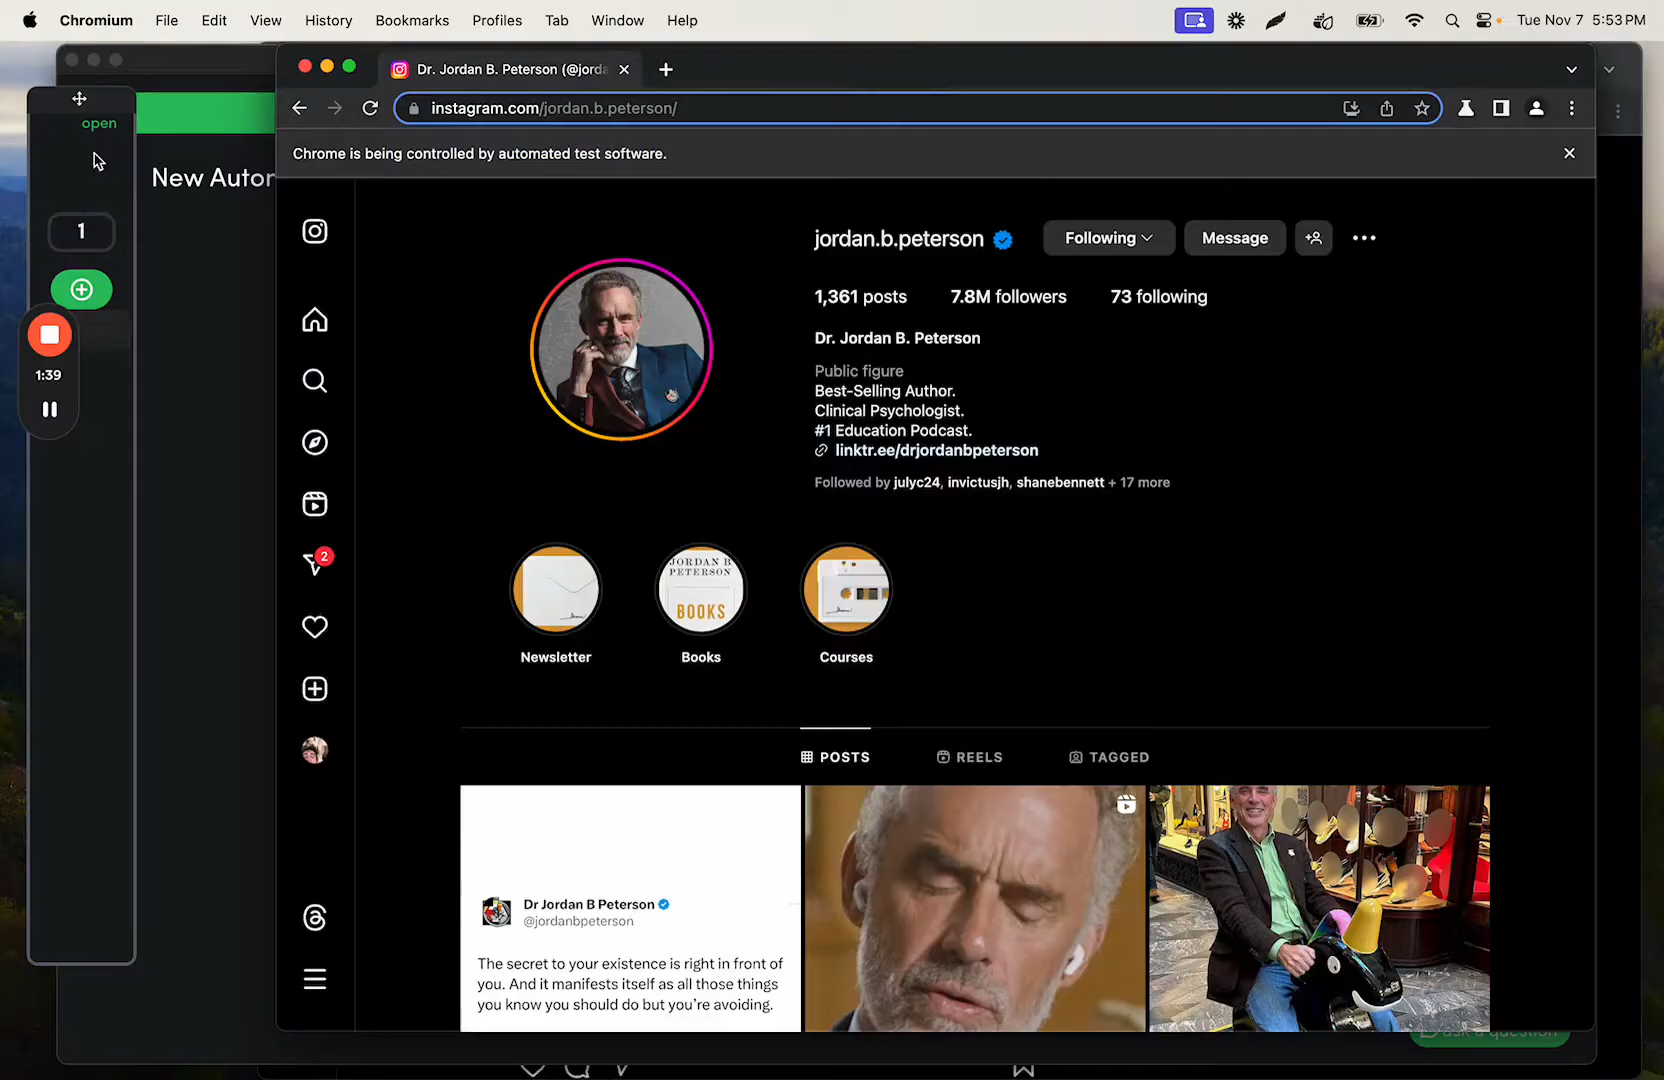 Chromium File Edit View History Bookmarks Profiles Tab Window Help Tue Nov 7 5:53 PM
Dr. Jordan B. Peterson (@jorda
instagram.com/jordan.b.peterson/
open
Chrome is being controlled by automated test software.
New Autor
1
jordan.b.peterson Following Message
1,361 posts 7.8M followers 73 following
Dr. Jordan B. Peterson
Public figure
Best-Selling Author.
Clinical Psychologist.
#1 Education Podcast.
linktr.ee/drjordanbpeterson
Followed by julyc24, invictusjh, shanebennett + 17 more
1:39
2
JORDAN B
PETERSON
BOOKS
Newsletter Books Courses
POSTS REELS TAGGED
Dr Jordan B Peterson
@jordanbpeterson
The secret to your existence is right in front of
you. And it manifests itself as all those things
you know you should do but you're avoiding.
ask a question